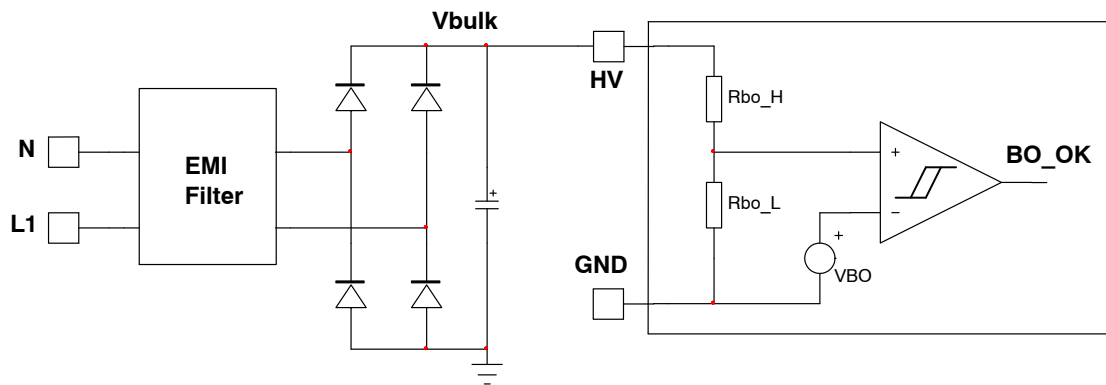 Vbulk
HV
Rbo_H
N
EMI
Filter
+
BO_OK
L1
+
Rbo_L
−
GND
+
VBO